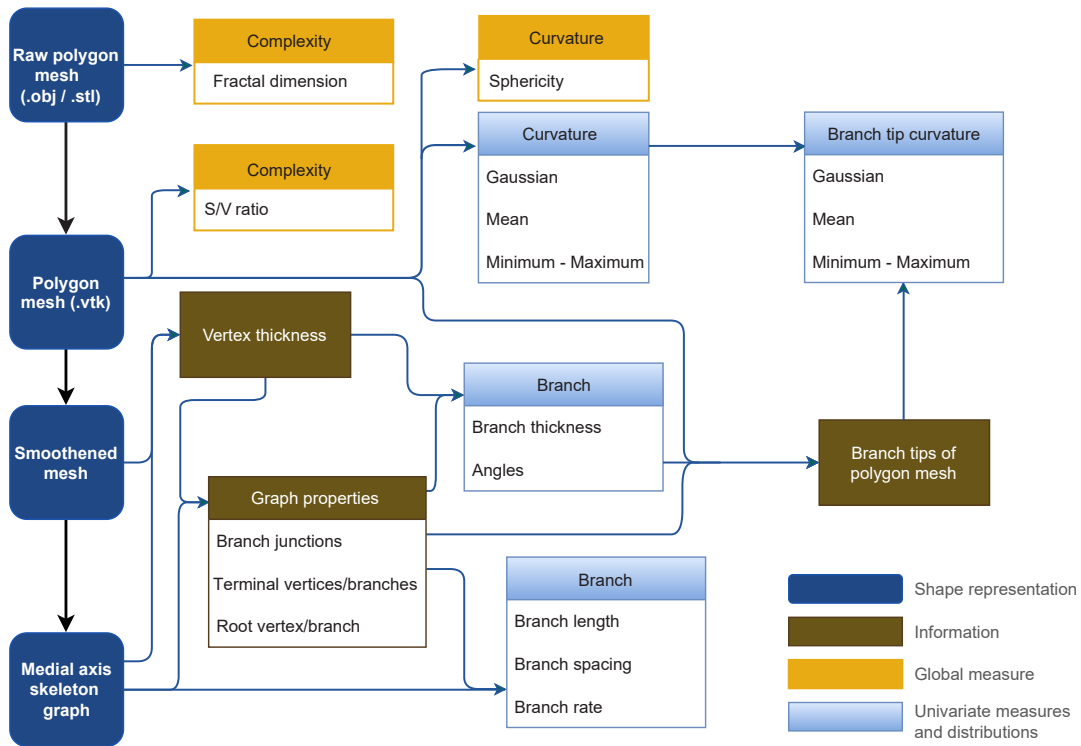 Raw polygon
mesh
(.obj / .stl)
Complexity
Fractal dimension
Curvature
Sphericity
Complexity
S/V ratio
Curvature
Gaussian
Mean
Minimum - Maximum
Branch tip curvature
Gaussian
Mean
Minimum - Maximum
Polygon
mesh (.vtk)
Vertex thickness
Branch
Branch thickness
Angles
Smoothened
mesh
Branch tips of
polygon mesh
Graph properties
Branch junctions
Terminal vertices/branches
Root vertex/branch
Branch
Branch length
Branch spacing
Branch rate
Medial axis
skeleton
graph
Shape representation
Information
Global measure
Univariate measures
and distributions